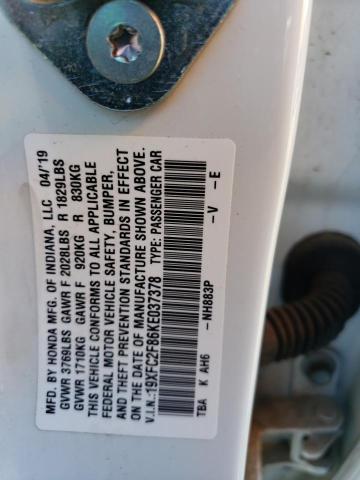 MFD. BY HONDA MFG. OF INDIANA, LLC 04/'19
GVWR 3769LBS GAWR F 2028LBS R 1829LBS
GVWR 1710KG GAWR F 920KG R 830KG
THIS VEHICLE CONFORMS TO ALL APPLICABLE
FEDERAL MOTOR VEHICLE SAFETY, BUMPER,
AND THEFT PREVENTION STANDARDS IN EFFECT
ON THE DATE OF MANUFACTURE SHOWN ABOVE.
V.I.N.:19XFC2F86KE037378 TYPE: PASSENGER CAR
TBA K AH6 -NH883P -V -E